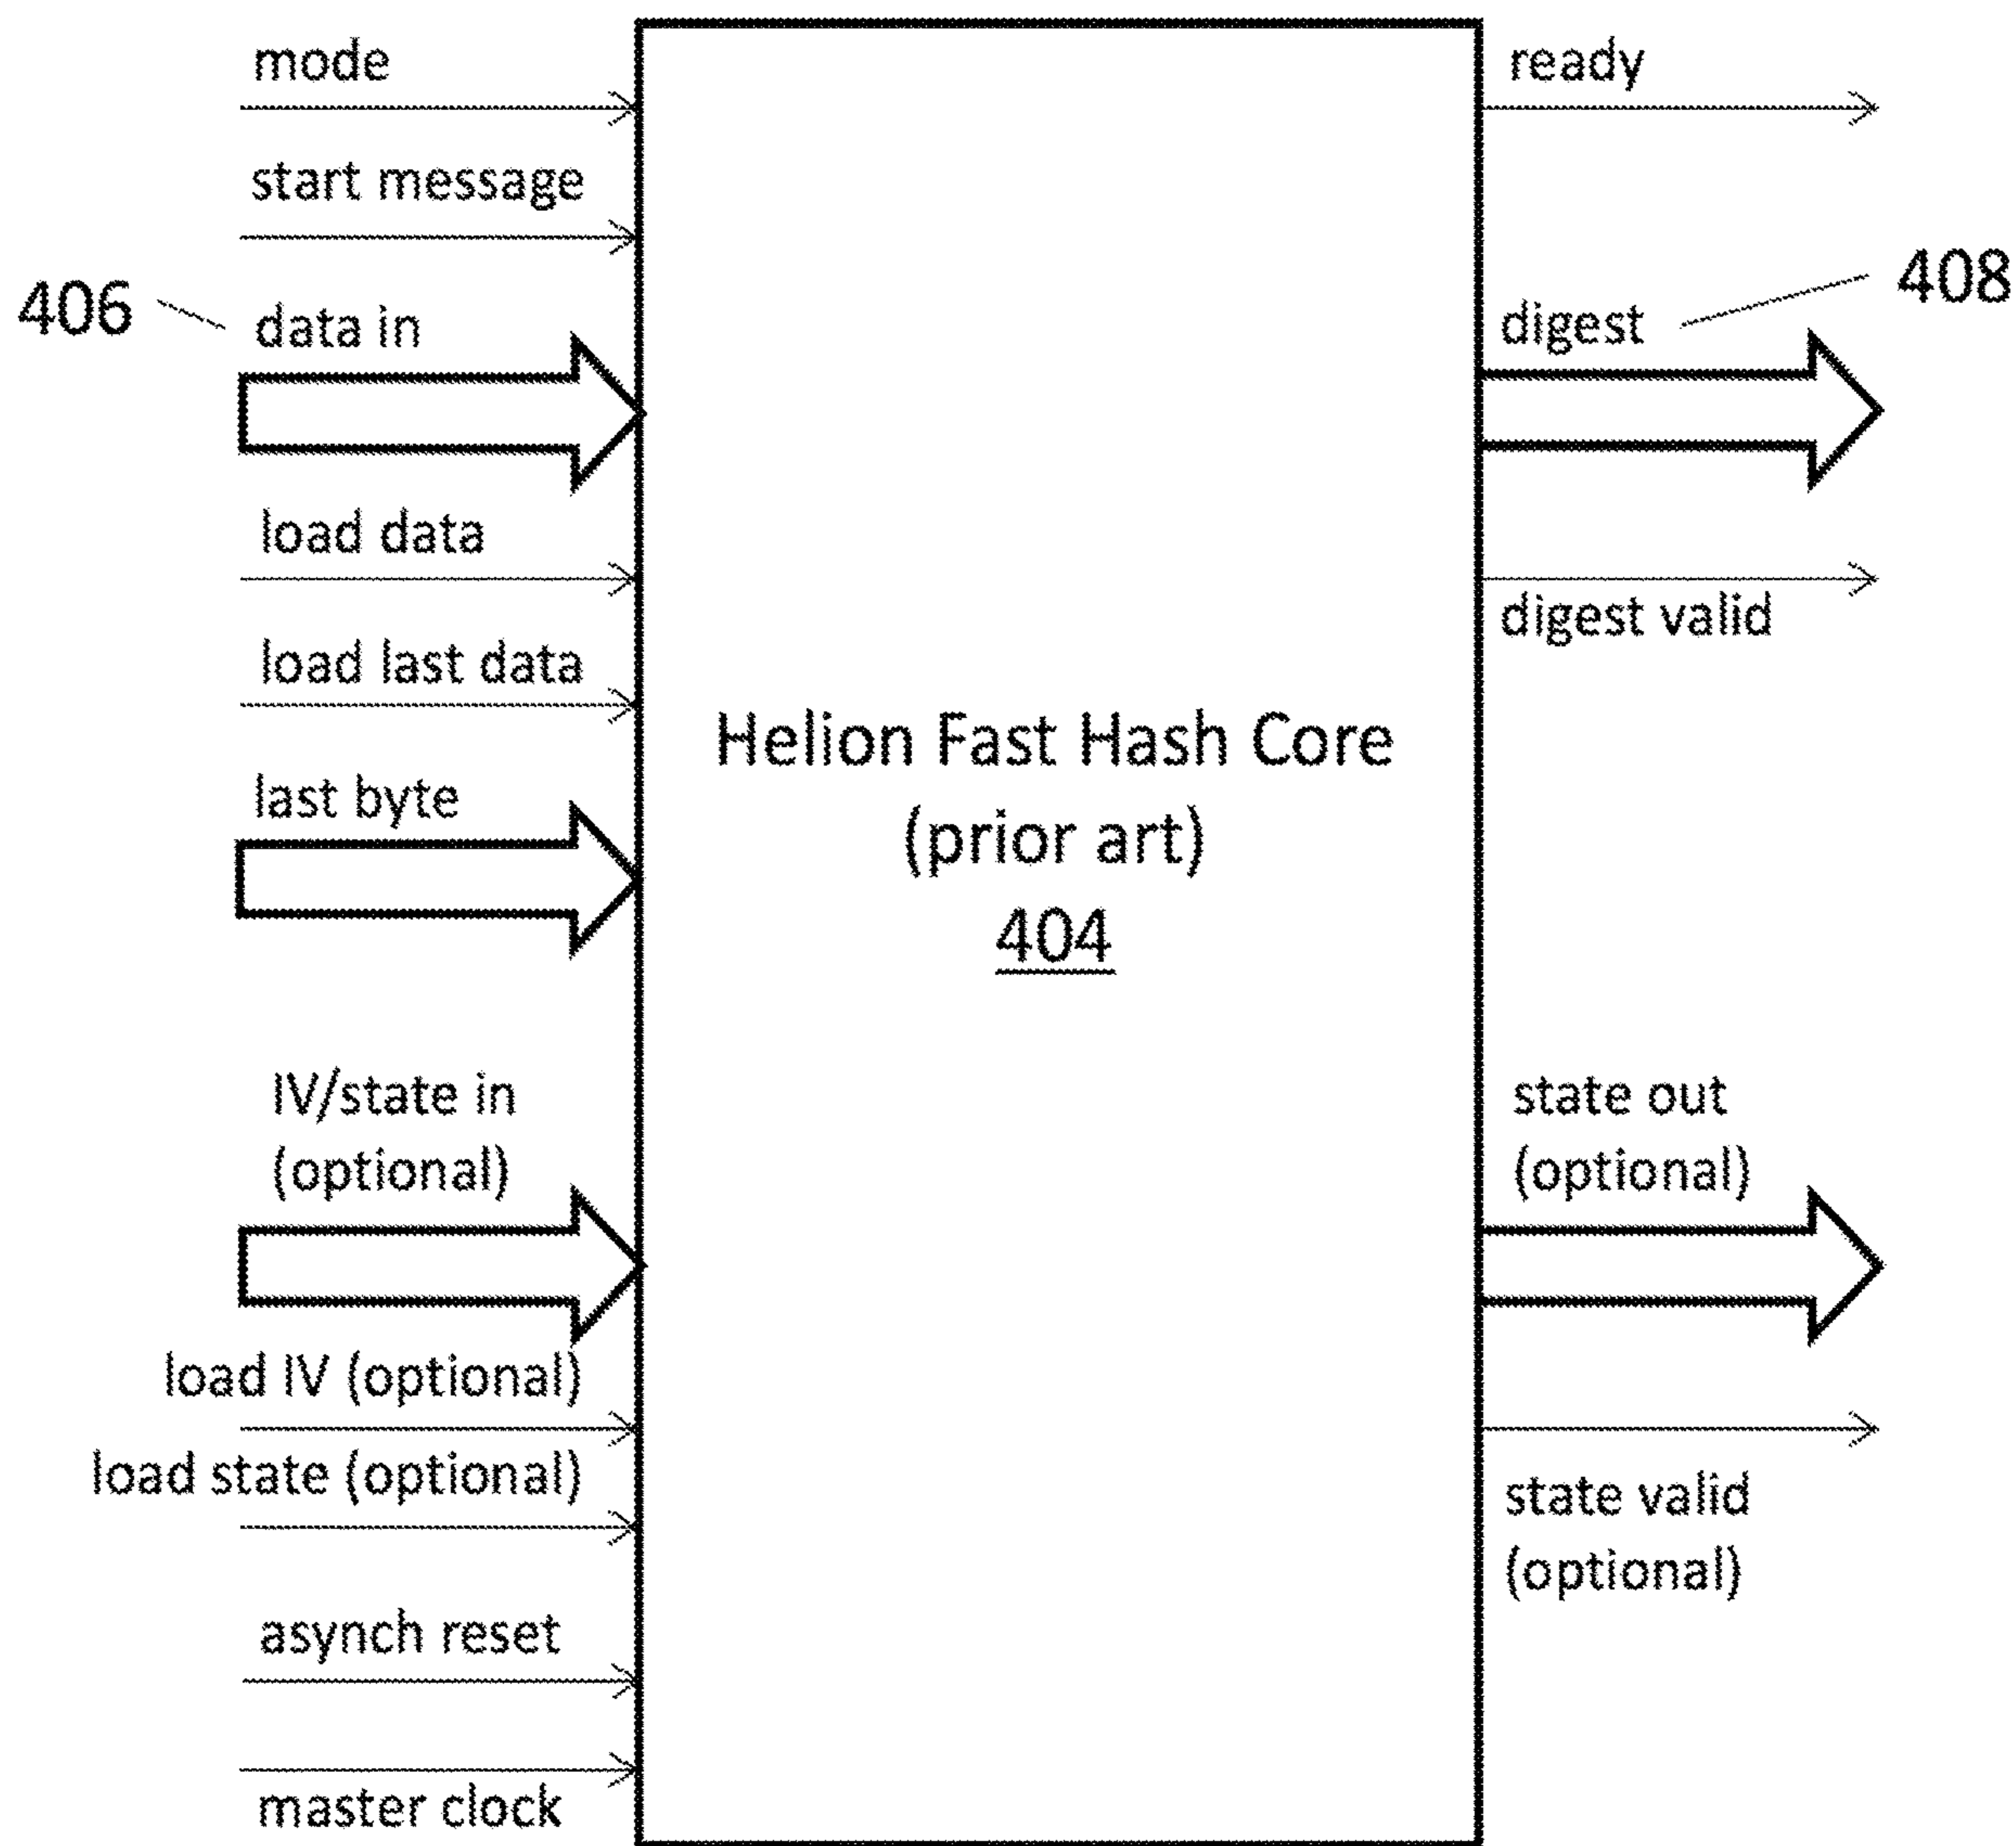 mode
start message
406
data in
load data
load last data
last byte
IV/state in
(optional)
load IV (optional)
load state (optional)
asynch reset
master clock
Helion Fast Hash Core
(prior art)
404
ready
408
digest
digest valid
state out
(optional)
state valid
(optional)